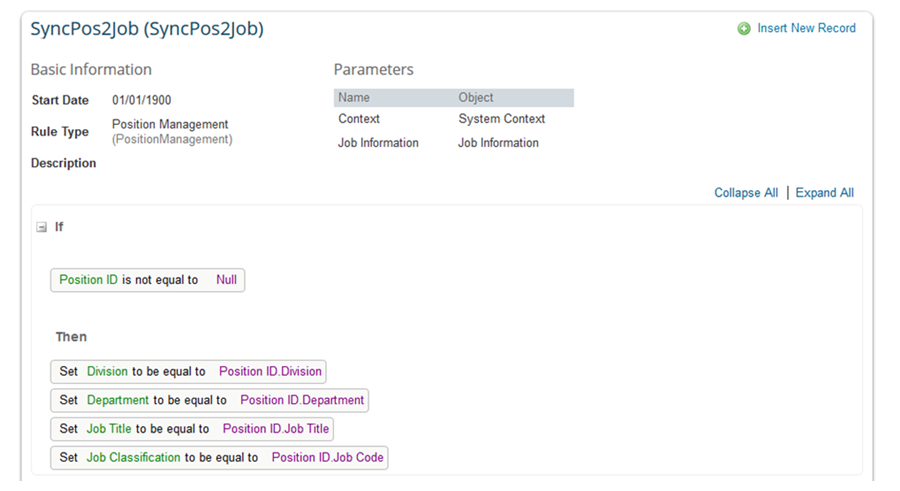 SyncPos2Job (SyncPos2Job)
Insert New Record
Basic Information
Parameters
Start Date 01/01/1900
Rule Type Position Management
(PositionManagement)
Description
Name Object
Context System Context
Job Information Job Information
Collapse All | Expand All
If
Position ID is not equal to Null
Then
Set Division to be equal to Position ID.Division
Set Department to be equal to Position ID.Department
Set Job Title to be equal to Position ID.Job Title
Set Job Classification to be equal to Position ID.Job Code